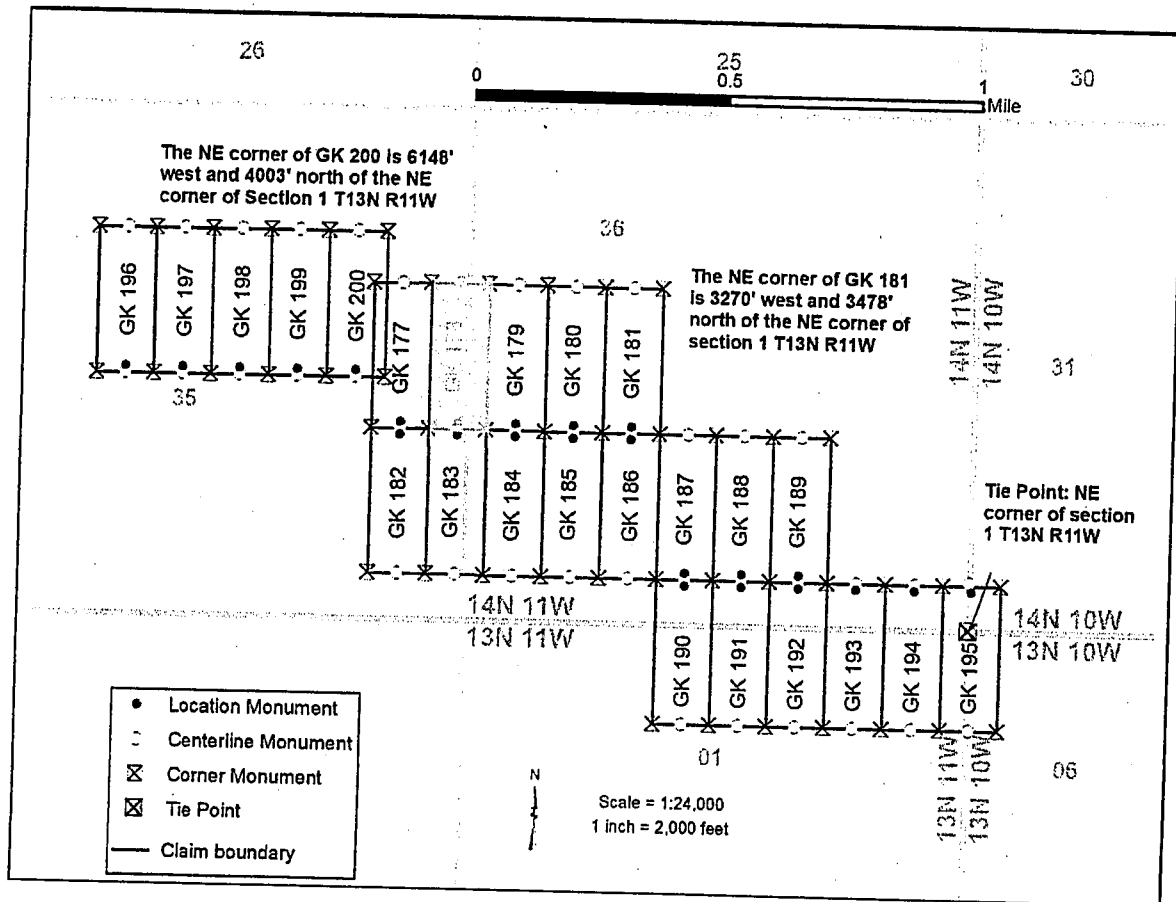 26
25
30
0
0.5
1
Mile
The NE corner of GK 200 is 6148'
west and 4003' north of the NE
corner of Section 1 T13N R11W
36
The NE corner of GK 181
is 3270' west and 3478'
north of the NE corner of
section 1 T13N R11W
14N 11W
14N 10W
31
GK 196
GK 197
GK 198
GK 199
GK 200
GK 177
GK 179
GK 180
GK 181
35
GK 182
GK 183
GK 184
GK 185
GK 186
GK 187
GK 188
GK 189
Tie Point: NE
corner of section
1 T13N R11W
14N 11W
13N 11W
14N 10W
13N 10W
GK 190
GK 191
GK 192
GK 193
GK 194
GK 195
01
13N 11W
13N 10W
06
Location Monument
Centerline Monument
Corner Monument
Tie Point
Claim boundary
N
Scale = 1:24,000
1 inch = 2,000 feet